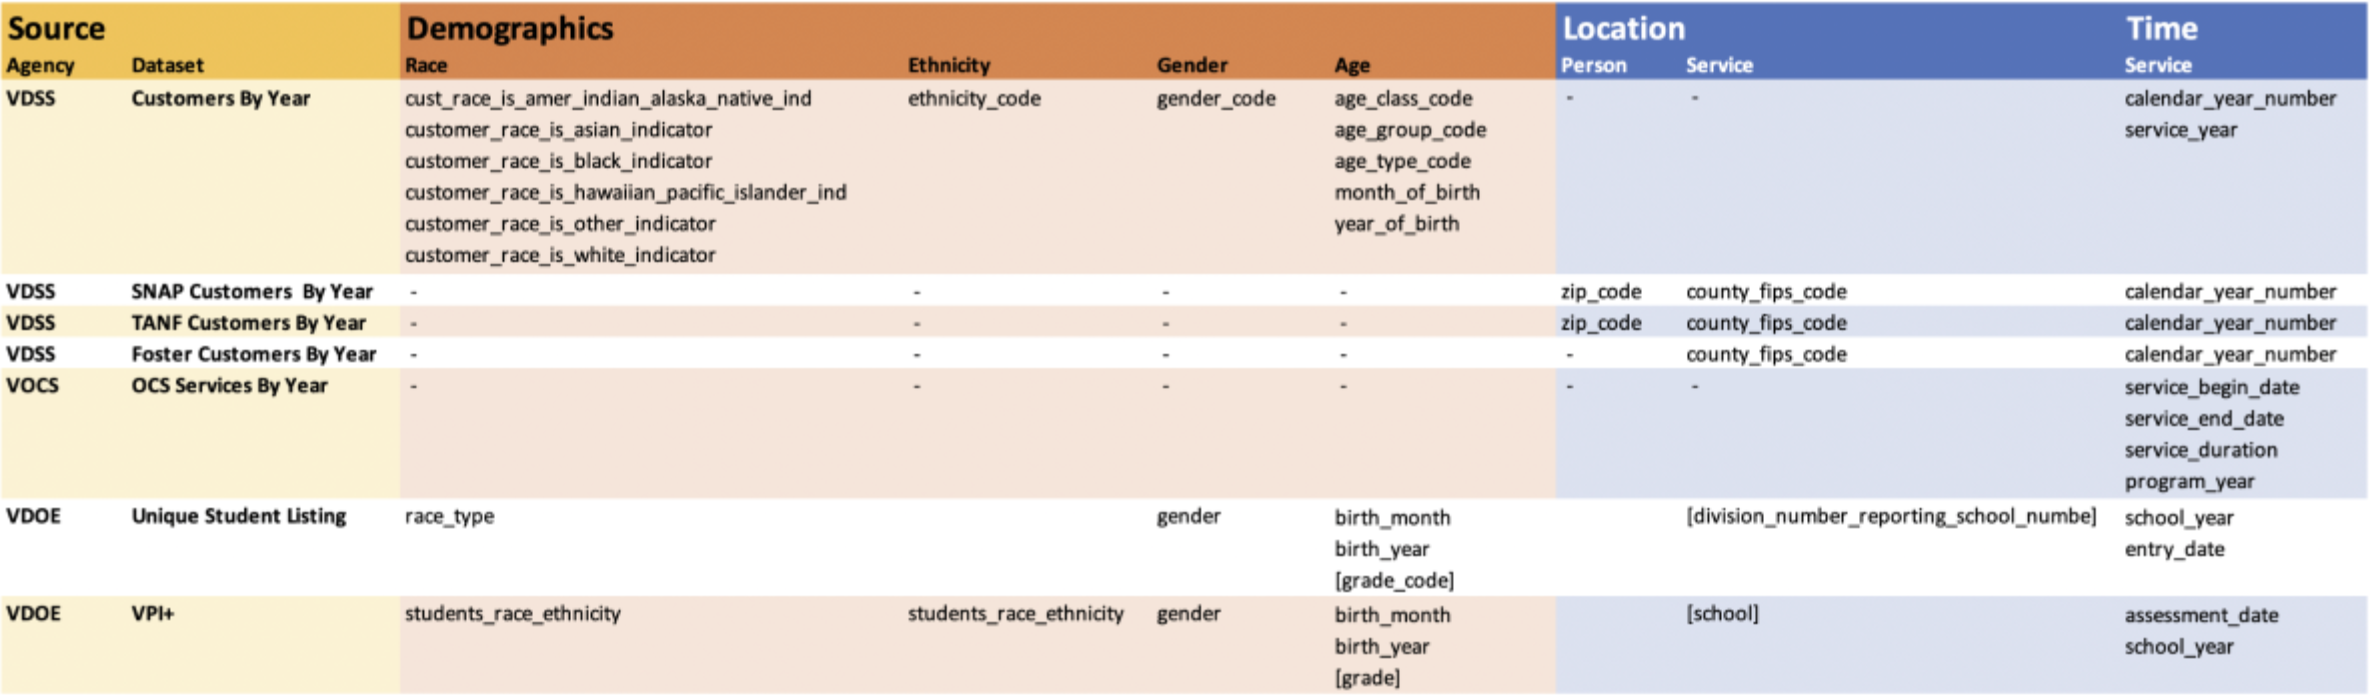 Source Demographics Location Time
Agency Dataset Race Ethnicity Gender Age Person Service Service
VDSS Customers By Year cust_race_is_amer_indian_alaska_native_ind ethnicity_code gender_code age_class_code - - calendar_year_number
customer_race_is_asian_indicator age_group_code service_year
customer_race_is_black_indicator age_type_code
customer_race_is_hawaiian_pacific_islander_ind month_of_birth
customer_race_is_other_indicator year_of_birth
customer_race_is_white_indicator
VDSS SNAP Customers By Year - - - - zip_code county_fips_code calendar_year_number
VDSS TANF Customers By Year - - - - zip_code county_fips_code calendar_year_number
VDSS Foster Customers By Year - - - - - county_fips_code calendar_year_number
VOCS OCS Services By Year - - - - - - service_begin_date
service_end_date
service_duration
program_year
VDOE Unique Student Listing race_type gender birth_month [division_number_reporting_school_numbe] school_year
birth_year entry_date
[grade_code]
VDOE VPI+ students_race_ethnicity students_race_ethnicity gender birth_month [school] assessment_date
birth_year school_year
[grade]